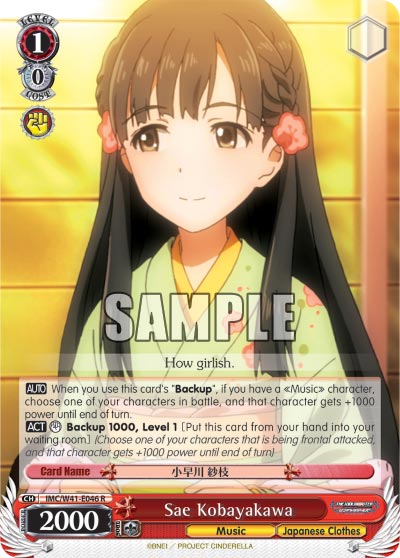 LEVEL
1
0
COST
SAMPLE
How girlish.
AUTO When you use this card's "Backup", if you have a «Music» character,
choose one of your characters in battle, and that character gets +1000
power until end of turn.
ACT Backup 1000, Level 1 [Put this card from your hand into your
waiting room] (Choose one of your characters that is being frontal attacked,
and that character gets +1000 power until end of turn)
Card Name 小早川 紗枝
CH IMC/W41-E046 R
2000 Sae Kobayakawa
Music Japanese Clothes
©BNEI / PROJECT CINDERELLA